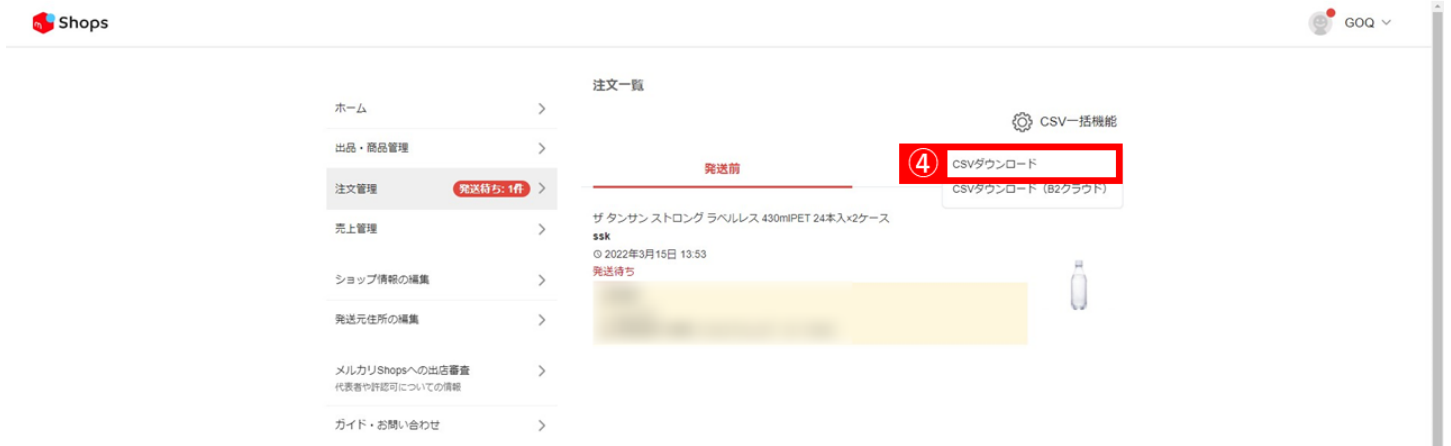 Shops
GOQ
注文一覧
ホーム
CSV一括機能
出品・商品管理
④ CSVダウンロード
発送前
注文管理
発送待ち: 1件
CSVダウンロード（B2クラウド）
ザ タンサン ストロング ラベルレス 430mlPET 24本入×2ケース
売上管理
ssk
2022年3月15日 13:53
発送待ち
ショップ情報の編集
発送元住所の編集
メルカリShopsへの出店審査
代表者や許認可についての情報
ガイド・お問い合わせ